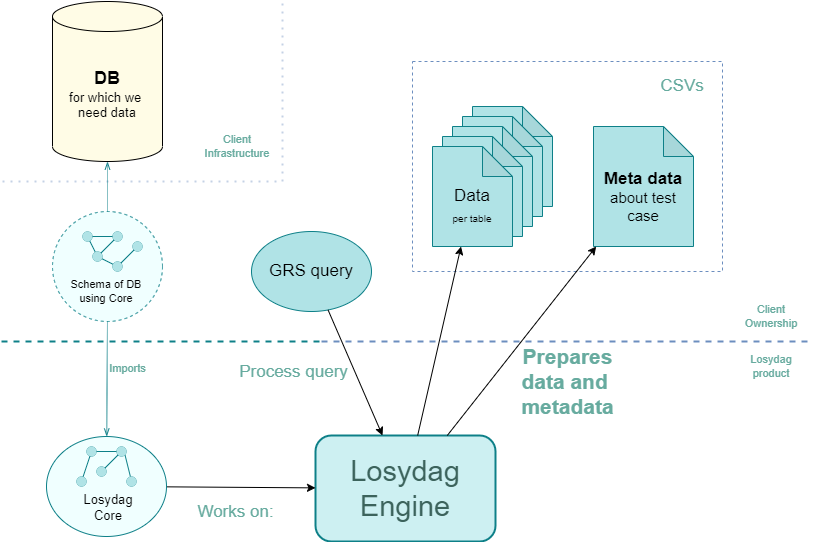 DB
for which we
need data
Client
Infrastructure
CSVs
Data
per table
Meta data
about test
case
Schema of DB
using Core
GRS query
Client
Ownership
Imports
Process query
Prepares
data and
metadata
Losydag
product
Losydag
Core
Works on:
Losydag
Engine